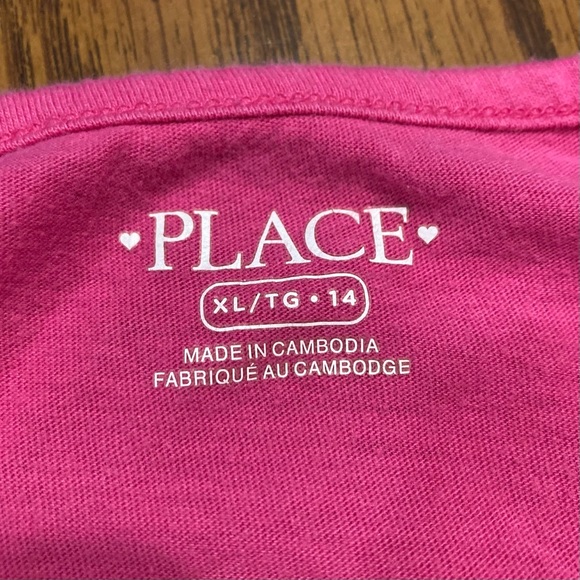 PLACE
XL/TG • 14
MADE IN CAMBODIA
FABRIQUÉ AU CAMBODGE